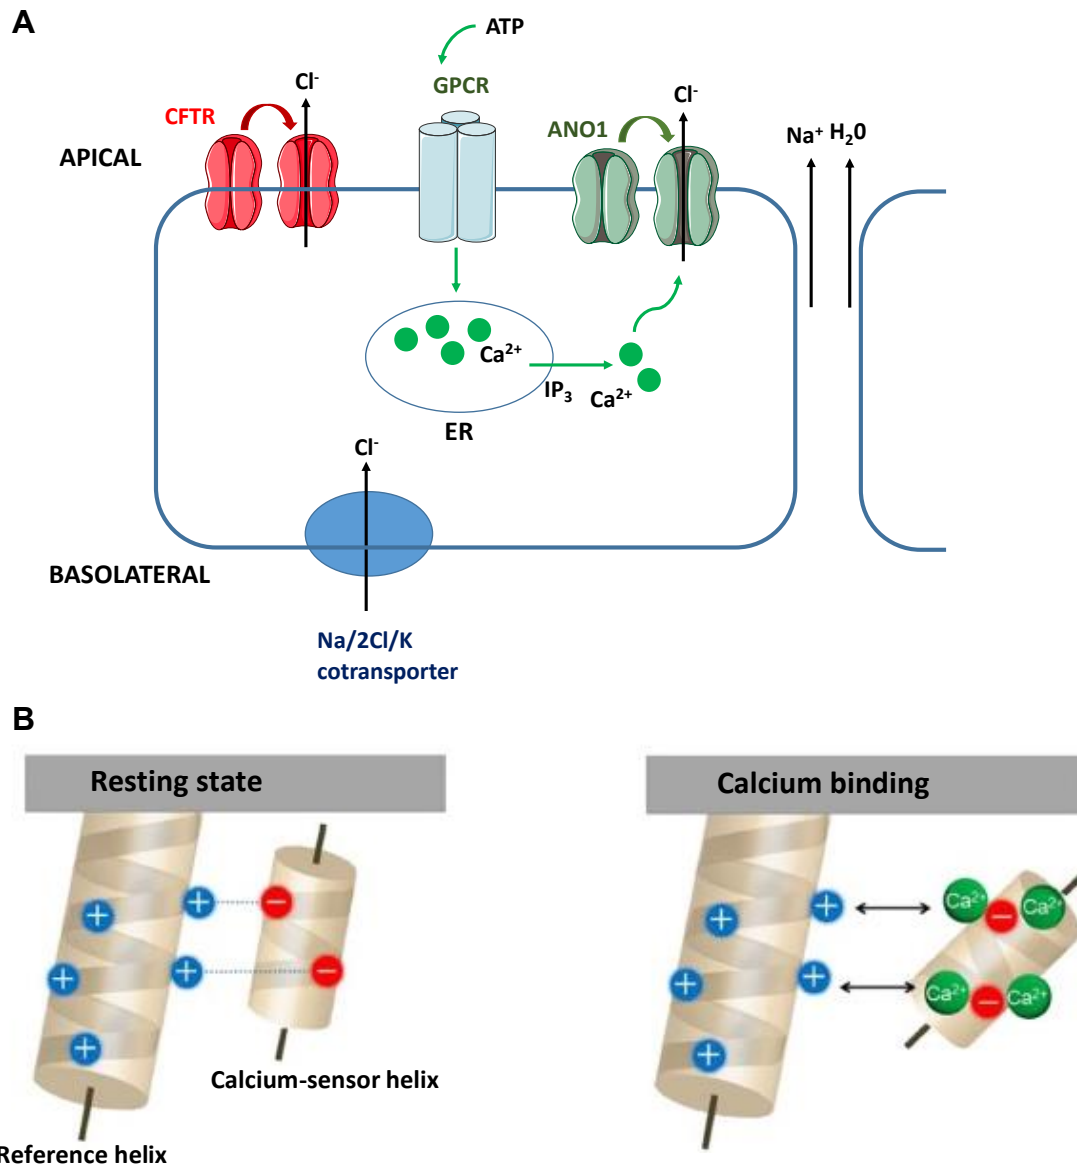 A
ATP
GPCR
Cl-
CFTR
Cl-
ANO1
Na+ H20
APICAL
Ca2+
IP3
Ca2+
ER
Cl-
BASOLATERAL
Na/2Cl/K
cotransporter
B
Resting state
Calcium binding
+ + + + +
- -
Calcium-sensor helix
Reference helix
+ + + + +
Ca2+ - Ca2+
Ca2+ - Ca2+